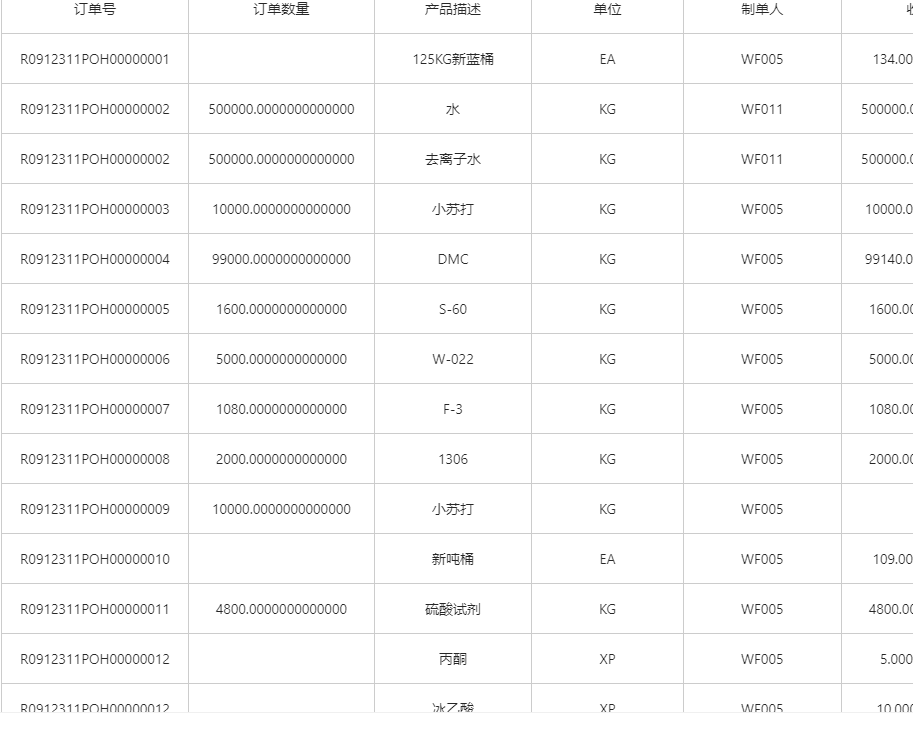 订单号 订单数量 产品描述 单位 制单人
R0912311POH00000001 125KG新蓝桶 EA WF005 134.00
R0912311POH00000002 500000.0000000000000 水 KG WF011 500000.0
R0912311POH00000002 500000.0000000000000 去离子水 KG WF011 500000.0
R0912311POH00000003 10000.0000000000000 小苏打 KG WF005 10000.0
R0912311POH00000004 99000.0000000000000 DMC KG WF005 99140.0
R0912311POH00000005 1600.0000000000000 S-60 KG WF005 1600.00
R0912311POH00000006 5000.0000000000000 W-022 KG WF005 5000.00
R0912311POH00000007 1080.0000000000000 F-3 KG WF005 1080.00
R0912311POH00000008 2000.0000000000000 1306 KG WF005 2000.00
R0912311POH00000009 10000.0000000000000 小苏打 KG WF005
R0912311POH00000010 新吨桶 EA WF005 109.00
R0912311POH00000011 4800.0000000000000 硫酸试剂 KG WF005 4800.00
R0912311POH00000012 丙酮 XP WF005 5.000
R0912311POH00000012 冰乙酸 XP WF005 10.000